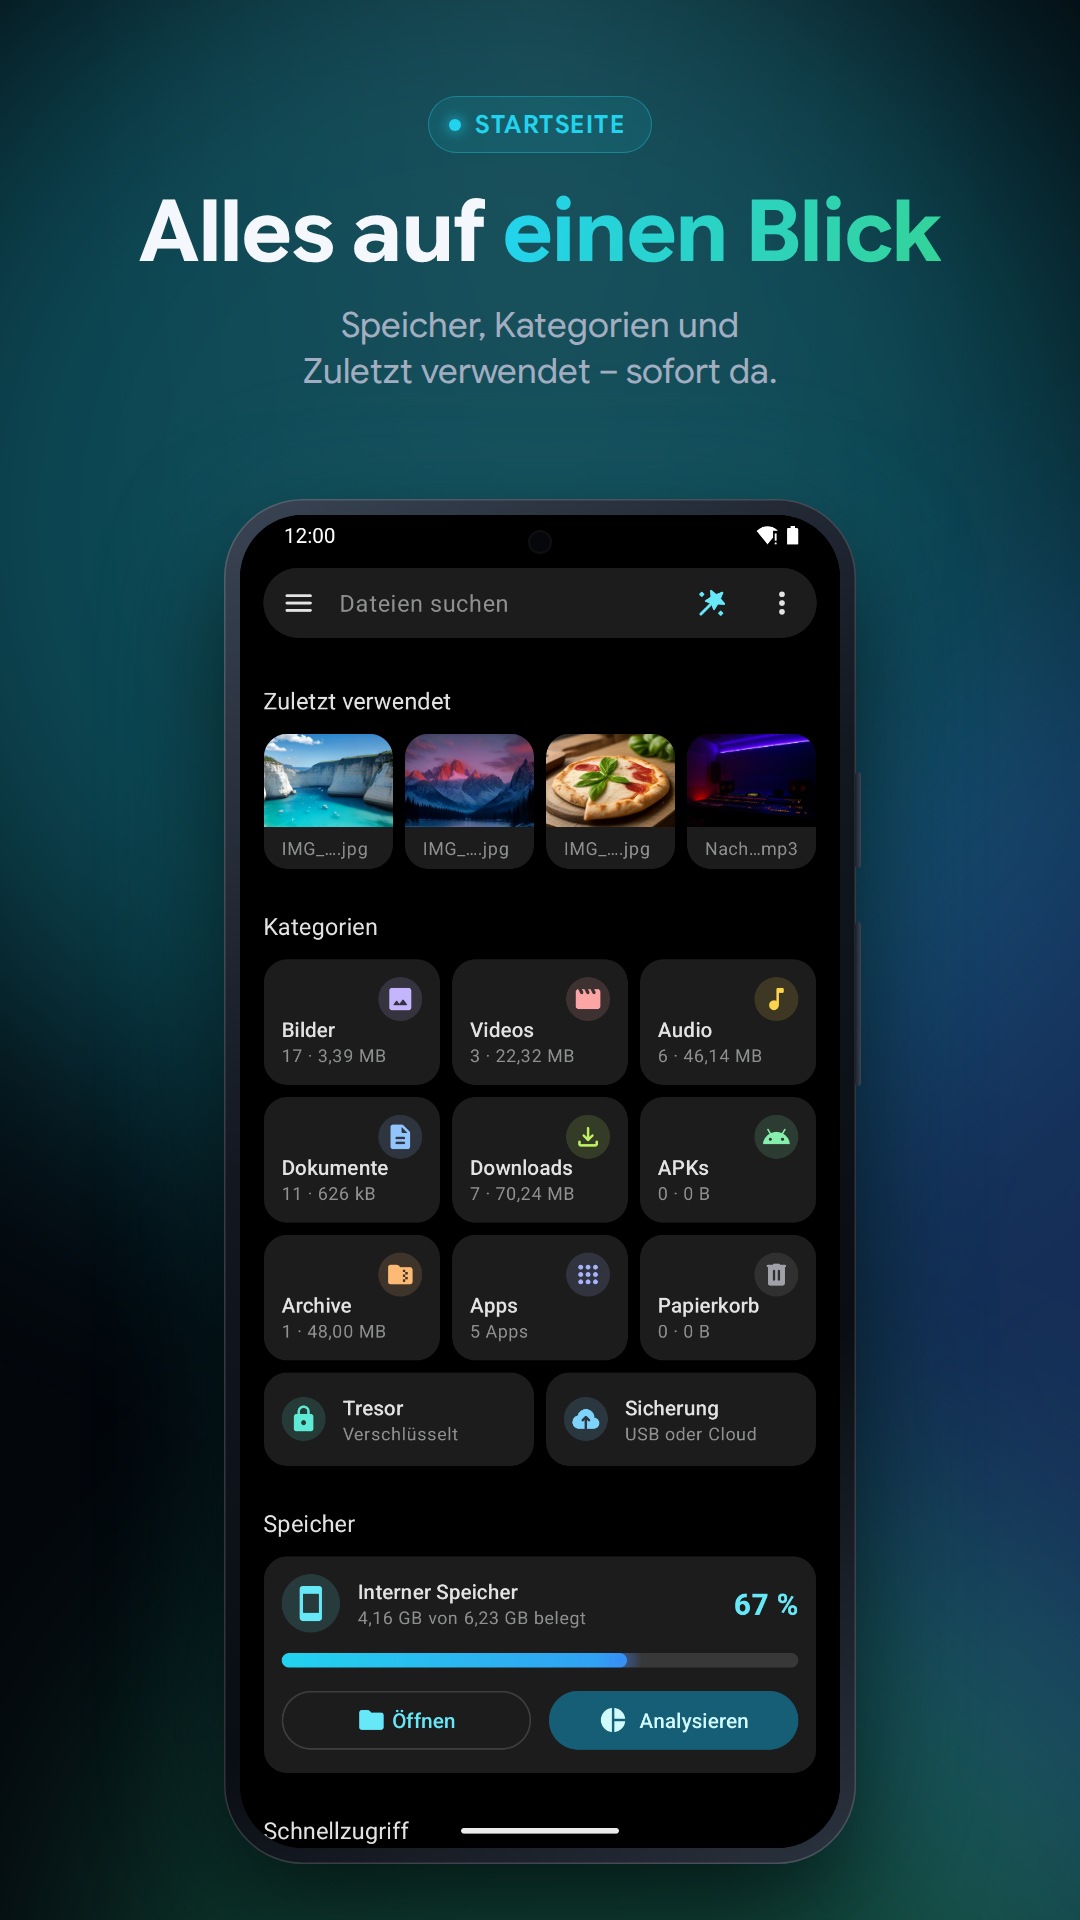 STARTSEITE
Alles auf einen Blick
Speicher, Kategorien und
Zuletzt verwendet – sofort da.
12:00
Dateien suchen
Zuletzt verwendet
IMG_....jpg
IMG_....jpg
IMG_....jpg
Nach...mp3
Kategorien
Bilder
17 · 3,39 MB
Videos
3 · 22,32 MB
Audio
6 · 46,14 MB
Dokumente
11 · 626 kB
Downloads
7 · 70,24 MB
APKs
0 · 0 B
Archive
1 · 48,00 MB
Apps
5 Apps
Papierkorb
0 · 0 B
Tresor
Verschlüsselt
Sicherung
USB oder Cloud
Speicher
Interner Speicher
4,16 GB von 6,23 GB belegt
67 %
Öffnen
Analysieren
Schnellzugriff